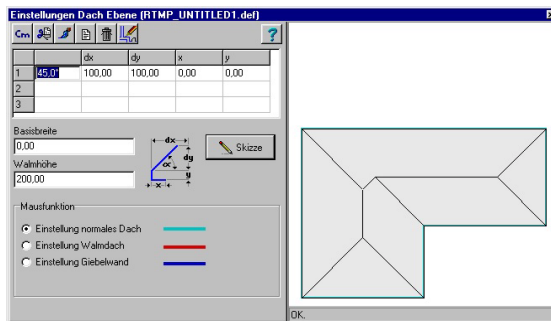 Einstellungen Dach Ebene (RTMP_UNTITLED1.def)
Cm ?
dx dy x y
1 45,0° 100,00 100,00 0,00 0,00
2
3
Basisbreite
0,00
Walmhöhe
200,00
dx
dy
α
y
x
Skizze
Mausfunktion
Einstellung normales Dach
Einstellung Walmdach
Einstellung Giebelwand
OK.